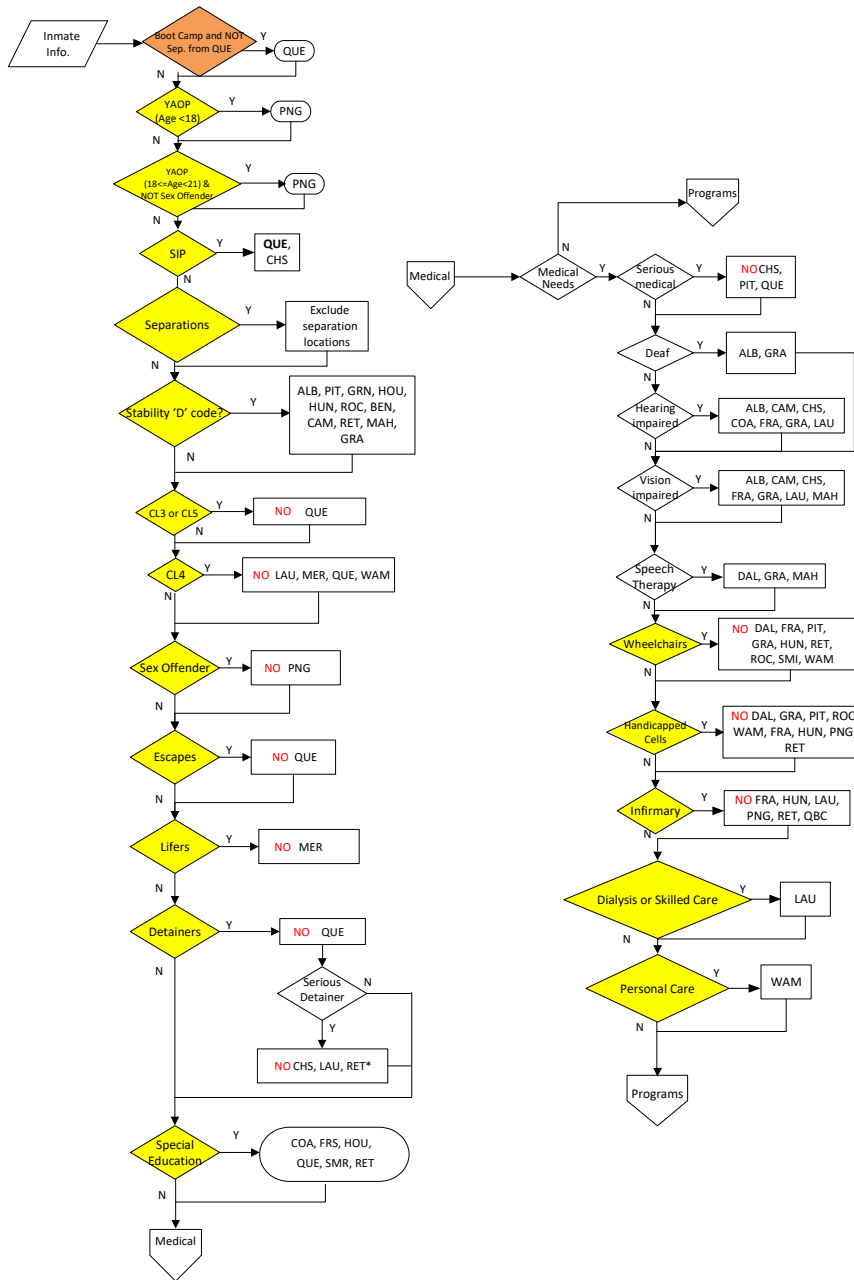 Inmate
Info.
Boot Camp and NOT
Sep. from QUE
Y
QUE
N
YAOP
(Age <18)
Y
PNG
N
YAOP
(18<=Age<21) &
NOT Sex Offender
Y
PNG
N
SIP
Y
QUE,
CHS
N
Separations
Y
Exclude
separation
locations
N
Stability ‘D’ code?
Y
ALB, PIT, GRN, HOU,
HUN, ROC, BEN,
CAM, RET, MAH,
GRA
N
CL3 or CL5
Y
NO QUE
N
CL4
Y
NO LAU, MER, QUE, WAM
N
Sex Offender
Y
NO PNG
N
Escapes
Y
NO QUE
N
Lifers
Y
NO MER
N
Detainers
Y
NO QUE
N
Serious
Detainer
N
Y
NO CHS, LAU, RET*
Special
Education
Y
COA, FRS, HOU,
QUE, SMR, RET
N
Medical
Medical
Medical
Needs
N
Programs
Y
Serious
medical
Y
NO CHS,
PIT, QUE
N
Deaf
Y
ALB, GRA
N
Hearing
impaired
Y
ALB, CAM, CHS,
COA, FRA, GRA, LAU
N
Vision
impaired
Y
ALB, CAM, CHS,
FRA, GRA, LAU, MAH
N
Speech
Therapy
Y
DAL, GRA, MAH
N
Wheelchairs
Y
NO DAL, FRA, PIT,
GRA, HUN, RET,
ROC, SMI, WAM
N
Handicapped
Cells
Y
NO DAL, GRA, PIT, ROC
WAM, FRA, HUN, PNG,
RET
N
Infirmary
Y
NO FRA, HUN, LAU,
PNG, RET, QBC
N
Dialysis or Skilled Care
Y
LAU
N
Personal Care
Y
WAM
N
Programs